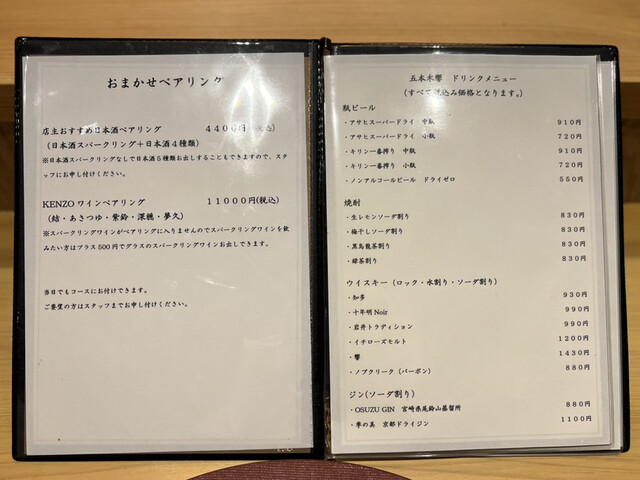 おまかせペアリング
店主おすすめ日本酒ペアリング　４４００円(税込)
(日本酒スパークリング＋日本酒４種類)
※日本酒スパークリングなしで日本酒５種類お出しすることもできますので、スタ
ッフにお申し付けください。
KENZOワインペアリング　１１０００円(税込)
(結・あさつゆ・紫鈴・深穂・夢久)
※スパークリングワインがペアリングに入りませんのでスパークリングワインを飲
みたい方はプラス500円でグラスのスパークリングワインお出しできます。
当日でもコースにお付けできます。
ご要望の方はスタッフまでお申し付けください。
五本木響　ドリンクメニュー
(すべて税込み価格となります。)
瓶ビール
・アサヒスーパードライ　中瓶　９１０円
・アサヒスーパードライ　小瓶　７２０円
・キリン一番搾り　中瓶　９１０円
・キリン一番搾り　小瓶　７２０円
・ノンアルコールビール　ドライゼロ　５５０円
焼酎
・生レモンソーダ割り　８３０円
・梅干しソーダ割り　８３０円
・黒烏龍茶割り　８３０円
・緑茶割り　８３０円
ウイスキー（ロック・水割り・ソーダ割り）
・知多　９３０円
・十年明Noir　９９０円
・岩井トラディション　９９０円
・イチローズモルト　１２００円
・響　１４３０円
・ノブクリーク（バーボン）　８８０円
ジン(ソーダ割り)
・OSUZU GIN　宮崎県尾鈴山蒸留所　８８０円
・季の美　京都ドライジン　１１００円